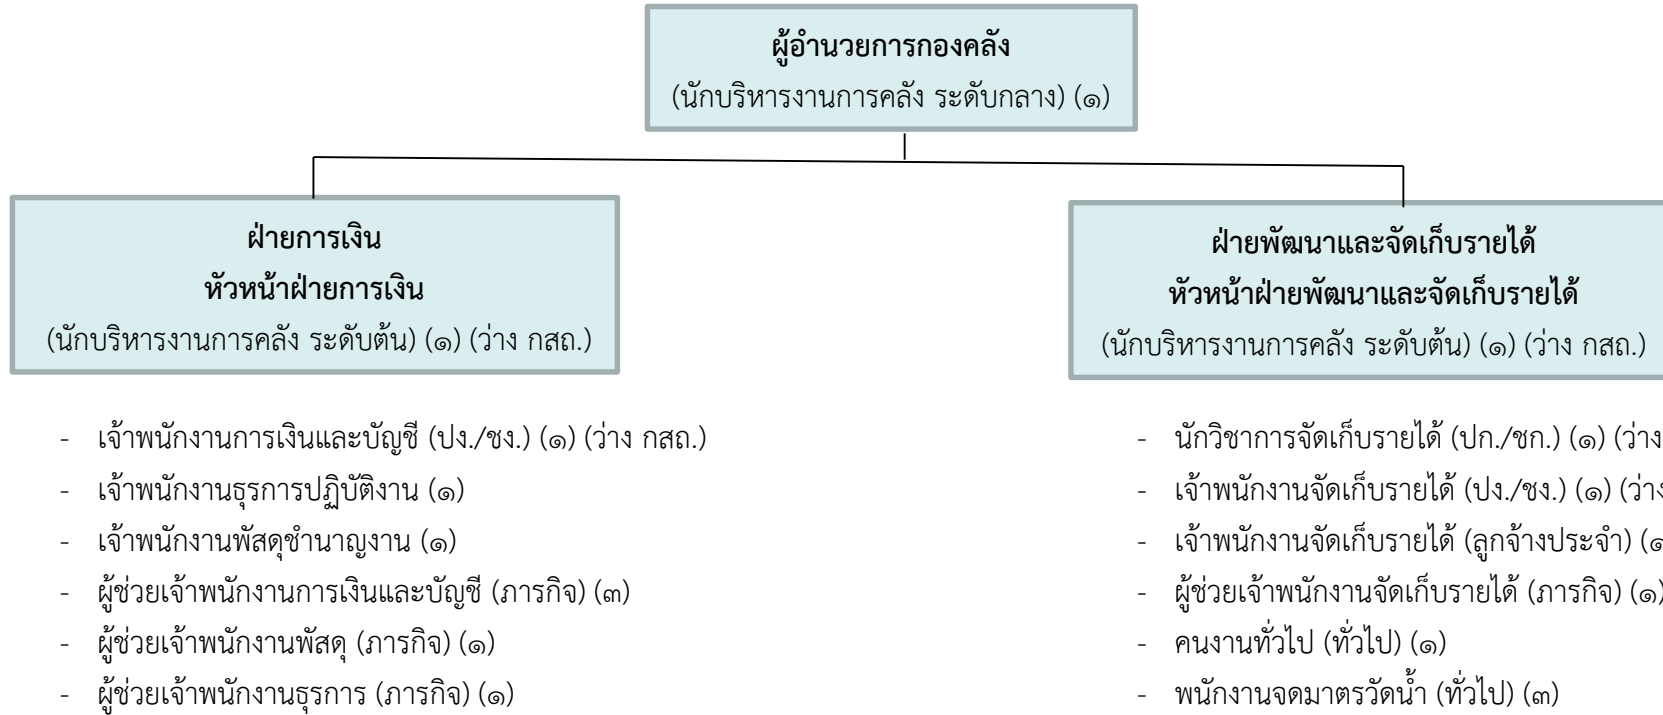 ผู้อำนวยการกองคลัง
(นักบริหารงานการคลัง ระดับกลาง) (๑)
ฝ่ายการเงิน
หัวหน้าฝ่ายการเงิน
(นักบริหารงานการคลัง ระดับต้น) (๑) (ว่าง กสถ.)
- เจ้าพนักงานการเงินและบัญชี (ปง./ชง.) (๑) (ว่าง กสถ.)
- เจ้าพนักงานธุรการปฏิบัติงาน (๑)
- เจ้าพนักงานพัสดุชำนาญงาน (๑)
- ผู้ช่วยเจ้าพนักงานการเงินและบัญชี (ภารกิจ) (๓)
- ผู้ช่วยเจ้าพนักงานพัสดุ (ภารกิจ) (๑)
- ผู้ช่วยเจ้าพนักงานธุรการ (ภารกิจ) (๑)
ฝ่ายพัฒนาและจัดเก็บรายได้
หัวหน้าฝ่ายพัฒนาและจัดเก็บรายได้
(นักบริหารงานการคลัง ระดับต้น) (๑) (ว่าง กสถ.)
- นักวิชาการจัดเก็บรายได้ (ปก./ชก.) (๑) (ว่าง
- เจ้าพนักงานจัดเก็บรายได้ (ปง./ชง.) (๑) (ว่าง
- เจ้าพนักงานจัดเก็บรายได้ (ลูกจ้างประจำ) (๑
- ผู้ช่วยเจ้าพนักงานจัดเก็บรายได้ (ภารกิจ) (๑)
- คนงานทั่วไป (ทั่วไป) (๑)
- พนักงานจดมาตรวัดน้ำ (ทั่วไป) (๓)